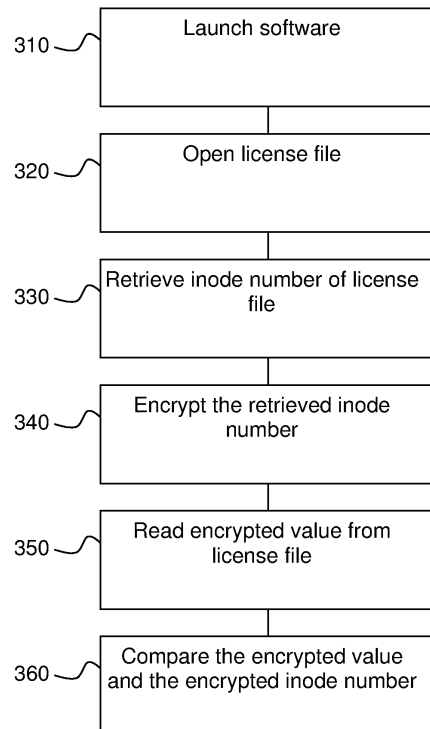 310
Launch software
320
Open license file
330
Retrieve inode number of license
file
340
Encrypt the retrieved inode
number
350
Read encrypted value from
license file
360
Compare the encrypted value
and the encrypted inode number